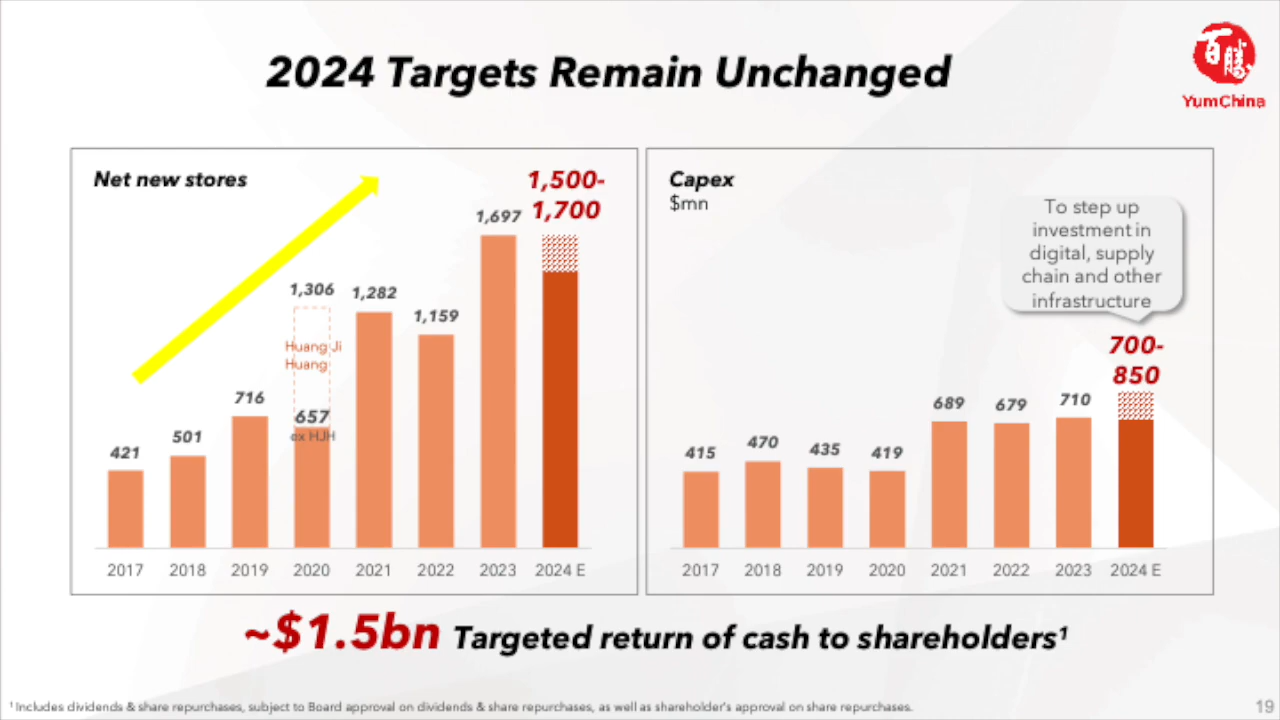 2024 Targets Remain Unchanged
百勝
YumChina
Net new stores
1,500-
1,700
1,697
1,306
1,282
1,159
Huang Ji
Huang
716
657
ex HJH
501
421
2017 2018 2019 2020 2021 2022 2023 2024 E
Capex
$mn
To step up
investment in
digital, supply
chain and other
infrastructure
700-
850
415 470 435 419 689 679 710
2017 2018 2019 2020 2021 2022 2023 2024 E
~$1.5bn Targeted return of cash to shareholders¹
¹ Includes dividends & share repurchases, subject to Board approval on dividends & share repurchases, as well as shareholder's approval on share repurchases.
19